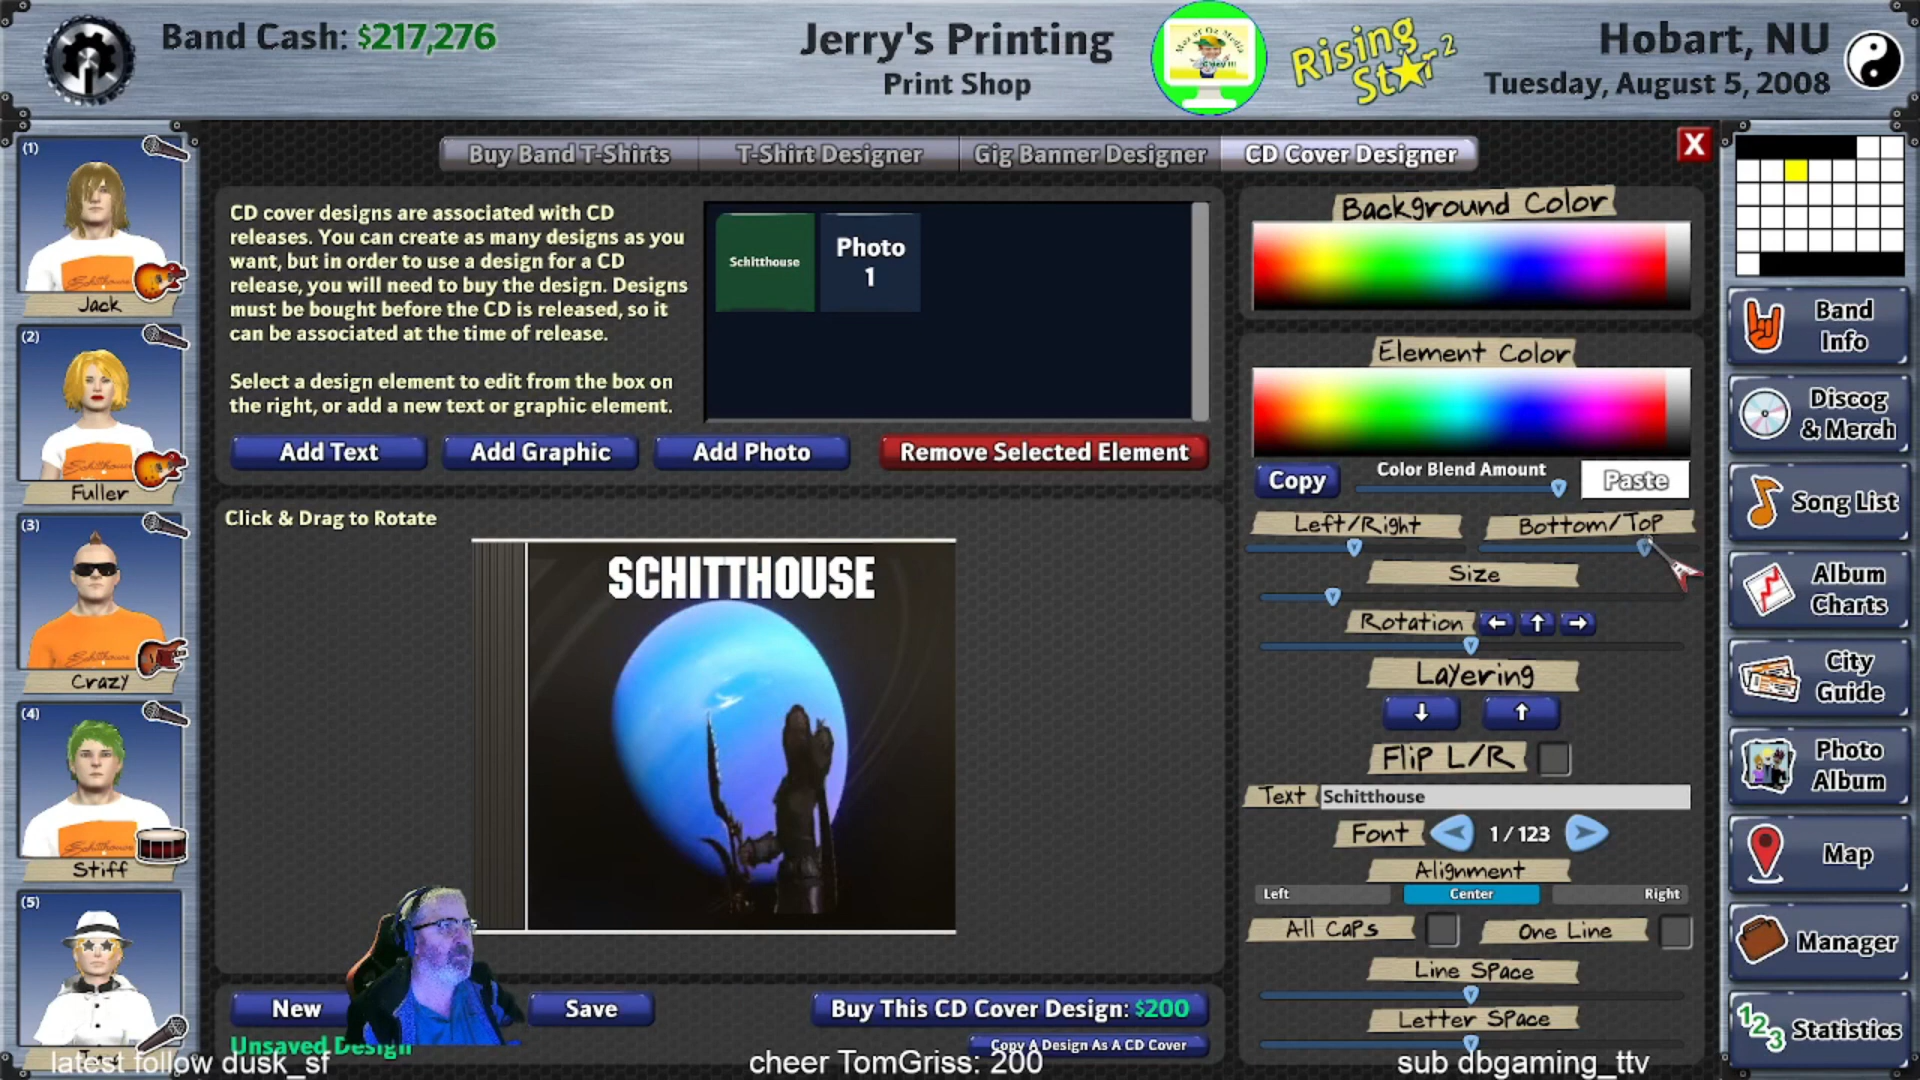 Band Cash: $217,276
Jerry's Printing
Print Shop
Rising Star 2
Hobart, NU
Tuesday, August 5, 2008
Buy Band T-Shirts
T-Shirt Designer
Gig Banner Designer
CD Cover Designer
X
(1)
Jack
(2)
Fuller
(3)
Crazy
(4)
Stiff
(5)
CD cover designs are associated with CD
releases. You can create as many designs as you
want, but in order to use a design for a CD
release, you will need to buy the design. Designs
must be bought before the CD is released, so it
can be associated at the time of release.
Select a design element to edit from the box on
the right, or add a new text or graphic element.
Schitthouse
Photo
1
Add Text
Add Graphic
Add Photo
Remove Selected Element
Click & Drag to Rotate
SCHITTHOUSE
New
Save
Buy This CD Cover Design: $200
Unsaved Design
Copy A Design As A CD Cover
Background Color
Element Color
Copy
Color Blend Amount
Paste
Left/Right
Bottom/Top
Size
Rotation
Layering
Flip L/R
Text
Schitthouse
Font
1 / 123
Alignment
Left
Center
Right
All Caps
One Line
Line Space
Letter Space
Band
Info
Discog
& Merch
Song List
Album
Charts
City
Guide
Photo
Album
Map
Manager
123
Statistics
latest follow dusk_sf
cheer TomGriss: 200
sub dbgaming_ttv